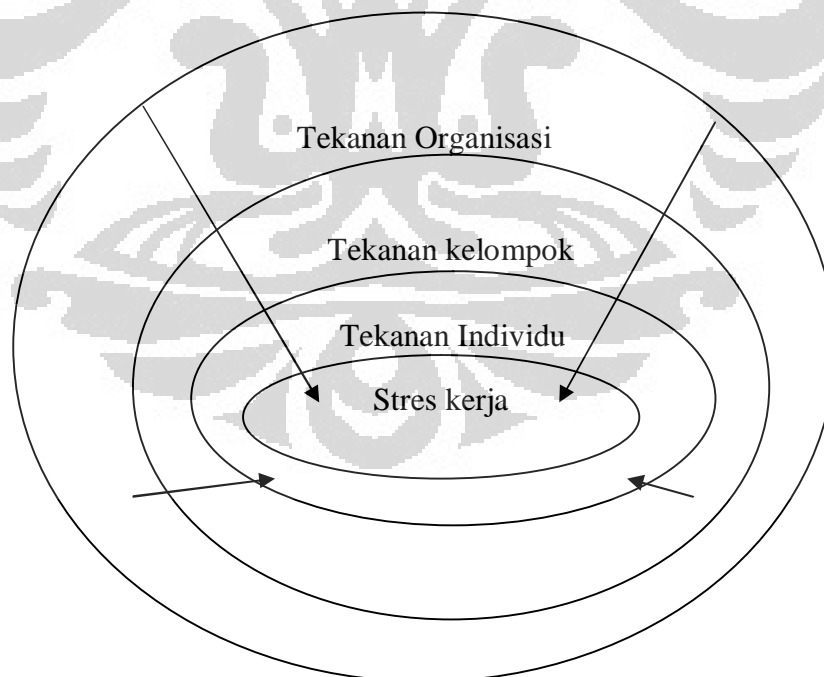 Tekanan Organisasi
Tekanan kelompok
Tekanan Individu
Stres kerja